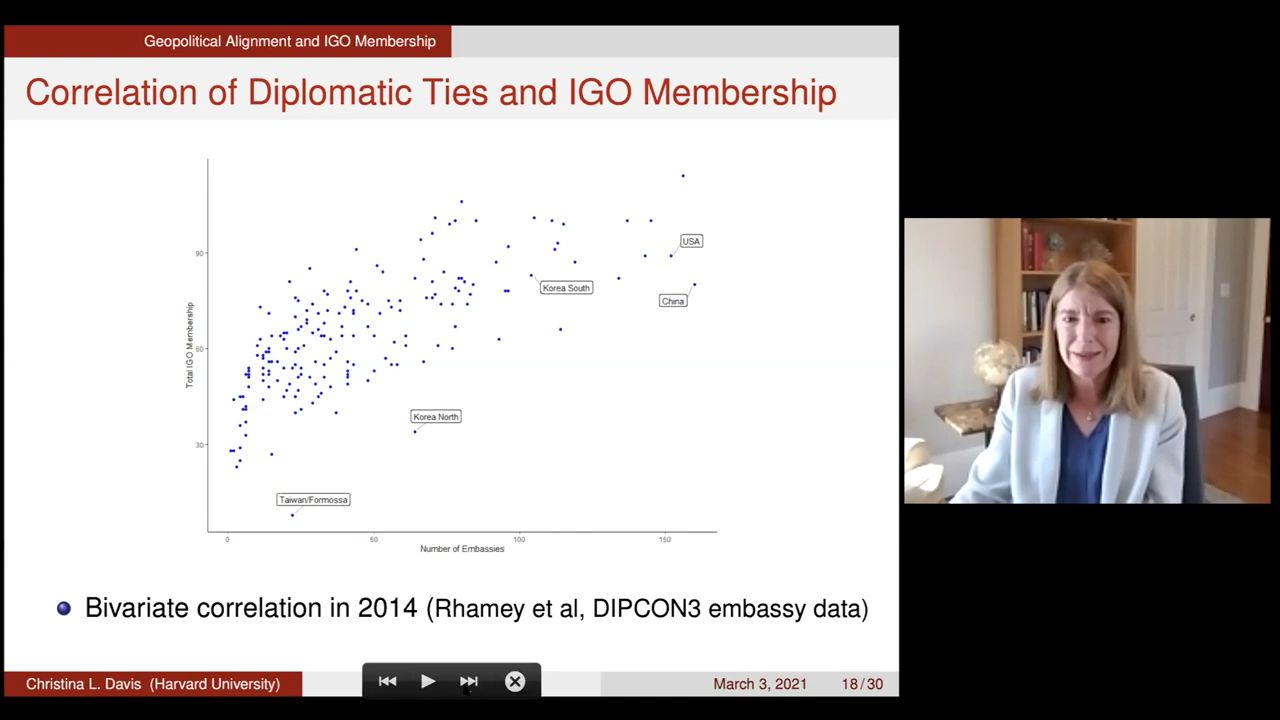 Geopolitical Alignment and IGO Membership
Correlation of Diplomatic Ties and IGO Membership
Total IGO Membership
90
60
30
USA
Korea South
China
Korea North
Taiwan/Formossa
0
50
100
150
Number of Embassies
Bivariate correlation in 2014 (Rhamey et al, DIPCON3 embassy data)
Christina L. Davis (Harvard University)
March 3, 2021
18/30